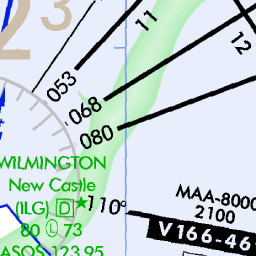 23
11
12
053
068
080
WILMINGTON
New Castle
(ILG) D
80 L 73
ASOS 123.95
110°
MAA-8000
2100
V166-46